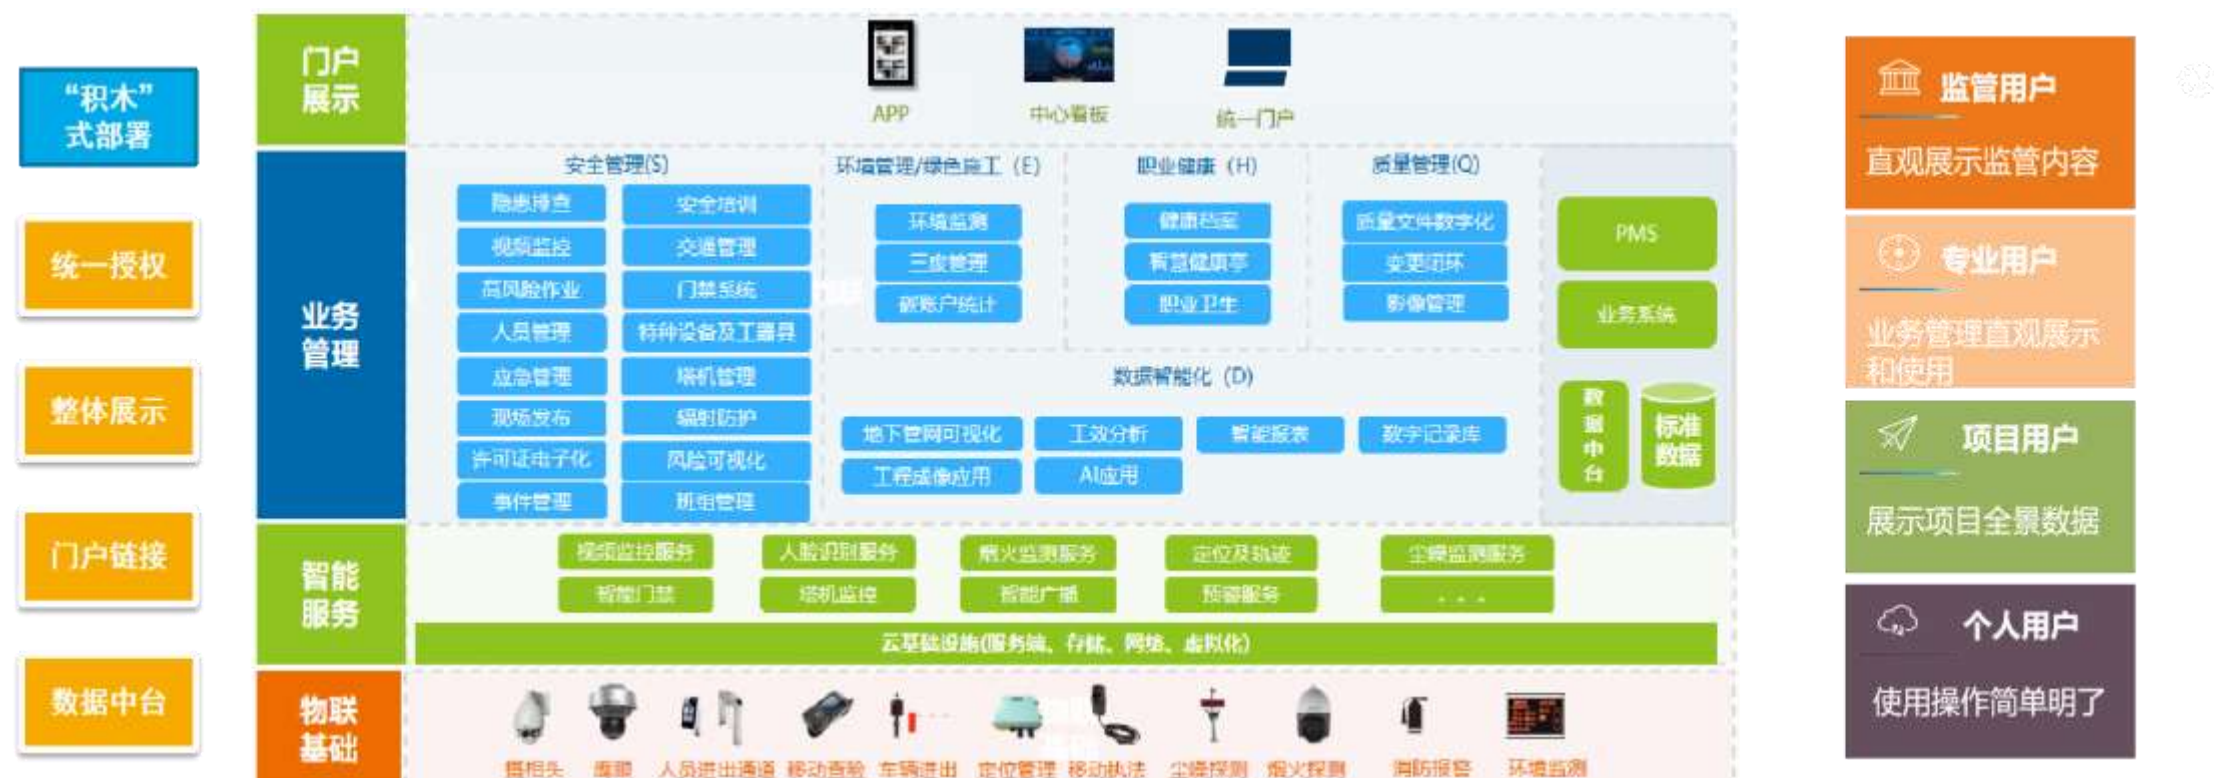 “积木”
式部署
统一授权
整体展示
门户链接
数据中台
门户
展示
APP
中心看板
统一门户
业务
管理
安全管理(S)
隐患排查
安全培训
视频监控
交通管理
高风险作业
门禁系统
人员管理
特种设备及工器具
应急管理
塔机管理
现场发布
辐射防护
许可证电子化
风险可视化
事件管理
班组管理
环境管理/绿色施工（E）
环境监测
三废管理
碳账户统计
职业健康（H）
健康档案
智慧健康亭
职业卫生
质量管理(Q)
质量文件数字化
变更闭环
影像管理
数据智能化（D）
地下管网可视化
工效分析
智能报表
数字记录库
工程成像应用
AI应用
PMS
业务系统
数
据
中
台
标准
数据
智能
服务
视频监控服务
人脸识别服务
烟火监测服务
定位及轨迹
尘噪监测服务
智能门禁
塔机监控
智能广播
预警服务
. . .
云基础设施(服务端、存储、网络、虚拟化)
物联
基础
摄相头
鹰眼
人员进出通道
移动查验
车辆进出
定位管理
移动执法
尘噪探测
烟火探测
消防报警
环境监测
监管用户
直观展示监管内容
专业用户
业务管理直观展示
和使用
项目用户
展示项目全景数据
个人用户
使用操作简单明了